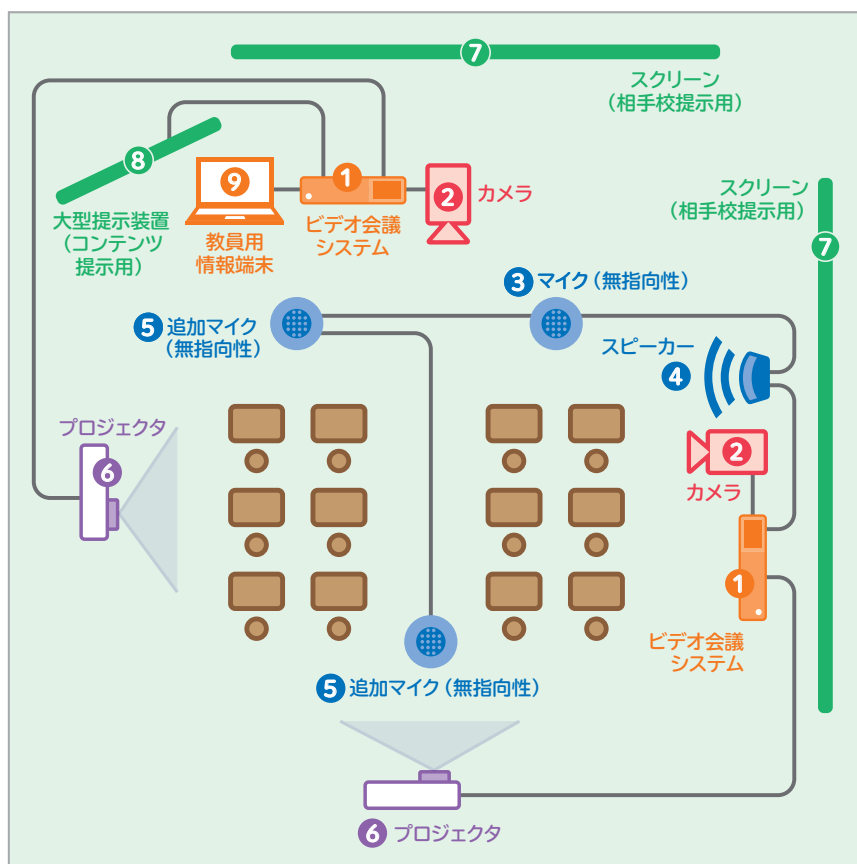 7
スクリーン
（相手校提示用）
8
大型提示装置
（コンテンツ
提示用）
9
教員用
情報端末
1
ビデオ会議
システム
2
カメラ
スクリーン
（相手校提示用）
7
3 マイク（無指向性）
5 追加マイク
（無指向性）
スピーカー
4
プロジェクタ
6
2
カメラ
1
ビデオ会議
システム
5 追加マイク（無指向性）
6 プロジェクタ